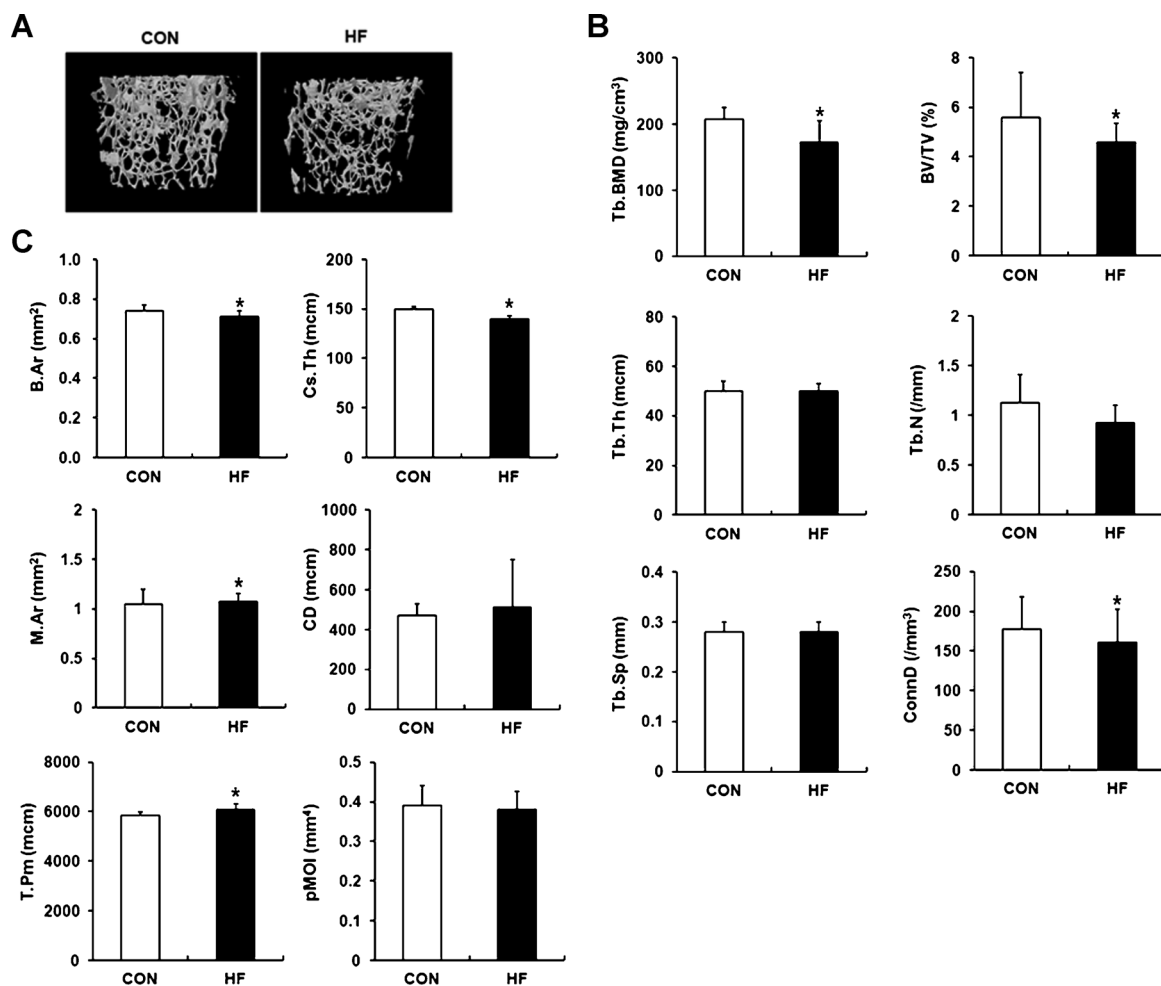 A
CON HF
B
300
200
100
0
Tb.BMD (mg/cm³)
*
CON HF
8
6
4
2
0
BV/TV (%)
*
CON HF
80
60
40
20
0
Tb.Th (mcm)
CON HF
2
1
1
0
Tb.N (/mm)
CON HF
0.4
0.3
0.2
0.1
0
Tb.Sp (mm)
CON HF
250
200
150
100
50
0
ConnD (/mm³)
*
CON HF
C
1.0
0.8
0.6
0.4
0.2
0.0
B.Ar (mm²)
*
CON HF
200
150
100
50
0
Cs.Th (mcm)
*
CON HF
2
1.5
1
0.5
0
M.Ar (mm²)
*
CON HF
1000
800
600
400
200
0
CD (mcm)
CON HF
8000
6000
4000
2000
0
T.Pm (mcm)
*
CON HF
0.5
0.4
0.3
0.2
0.1
0
pMOI (mm⁴)
CON HF